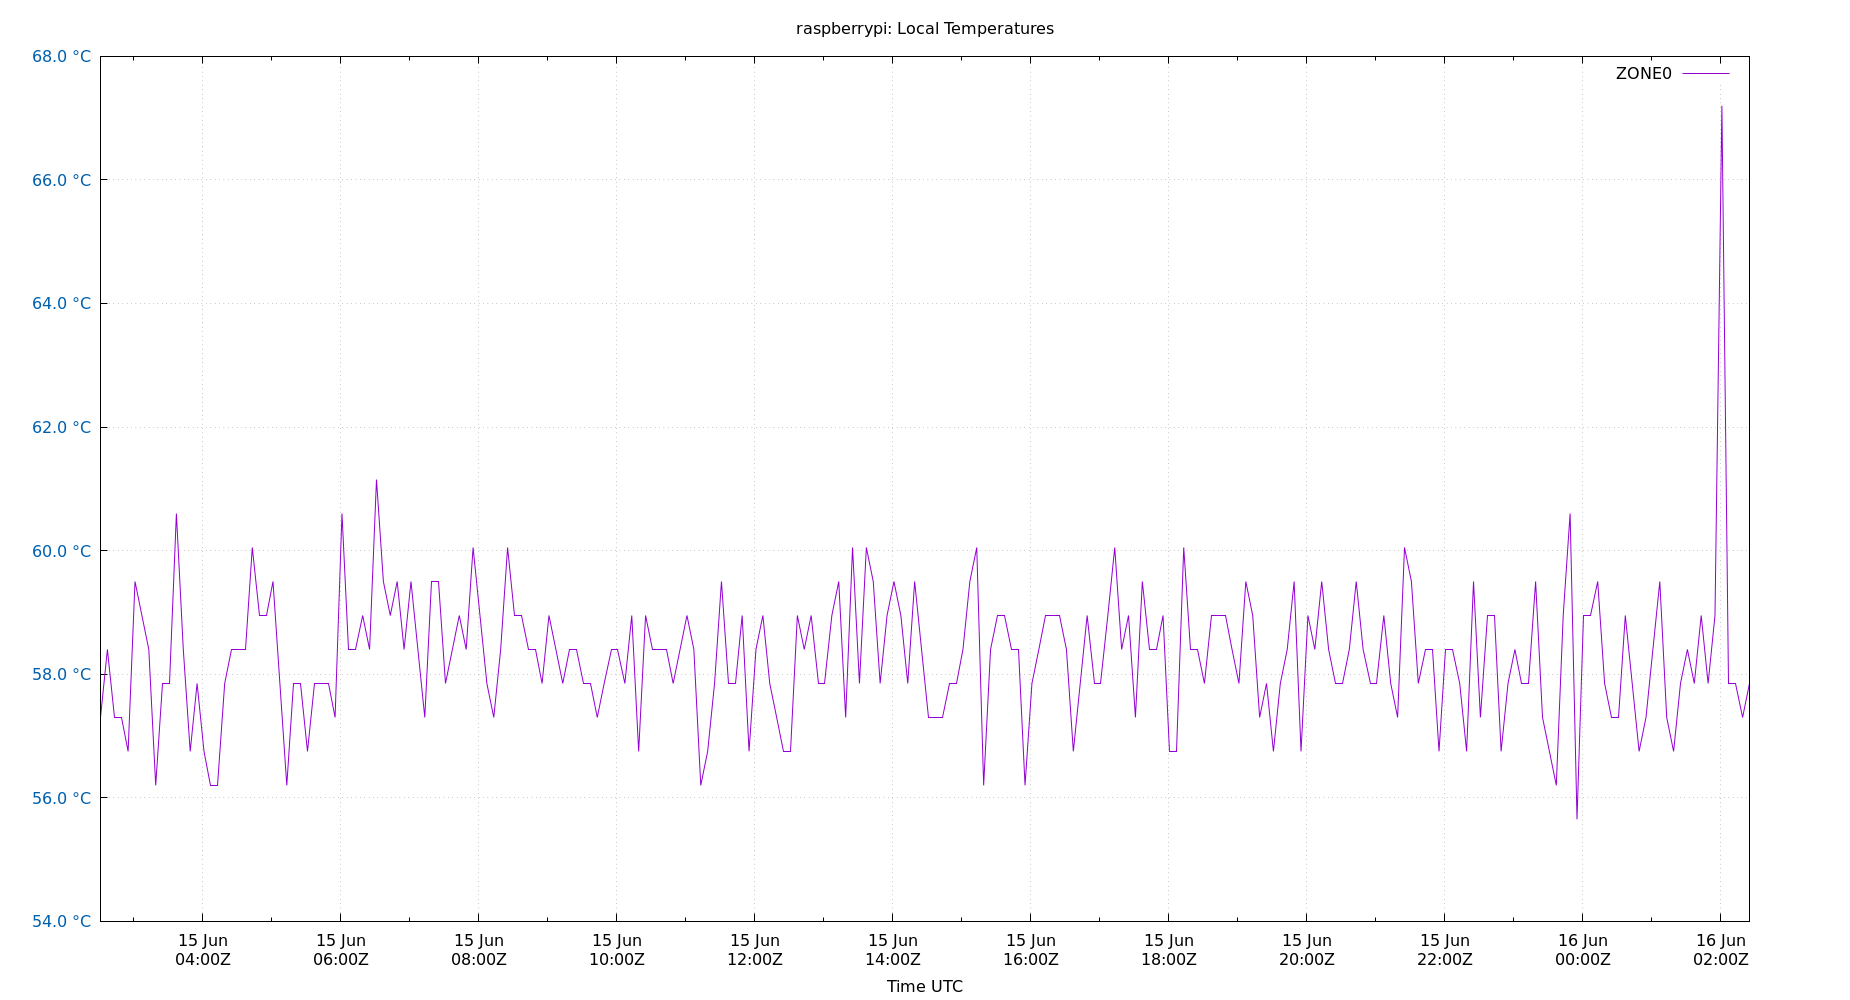 raspberrypi: Local Temperatures
68.0 °C
ZONE0
66.0 °C
64.0 °C
62.0 °C
60.0 °C
58.0 °C
56.0 °C
54.0 °C
15 Jun 15 Jun 15 Jun 15 Jun 15 Jun 15 Jun 15 Jun 15 Jun 15 Jun 15 Jun 16 Jun 16 Jun
04:00Z 06:00Z 08:00Z 10:00Z 12:00Z 14:00Z 16:00Z 18:00Z 20:00Z 22:00Z 00:00Z 02:00Z
Time UTC